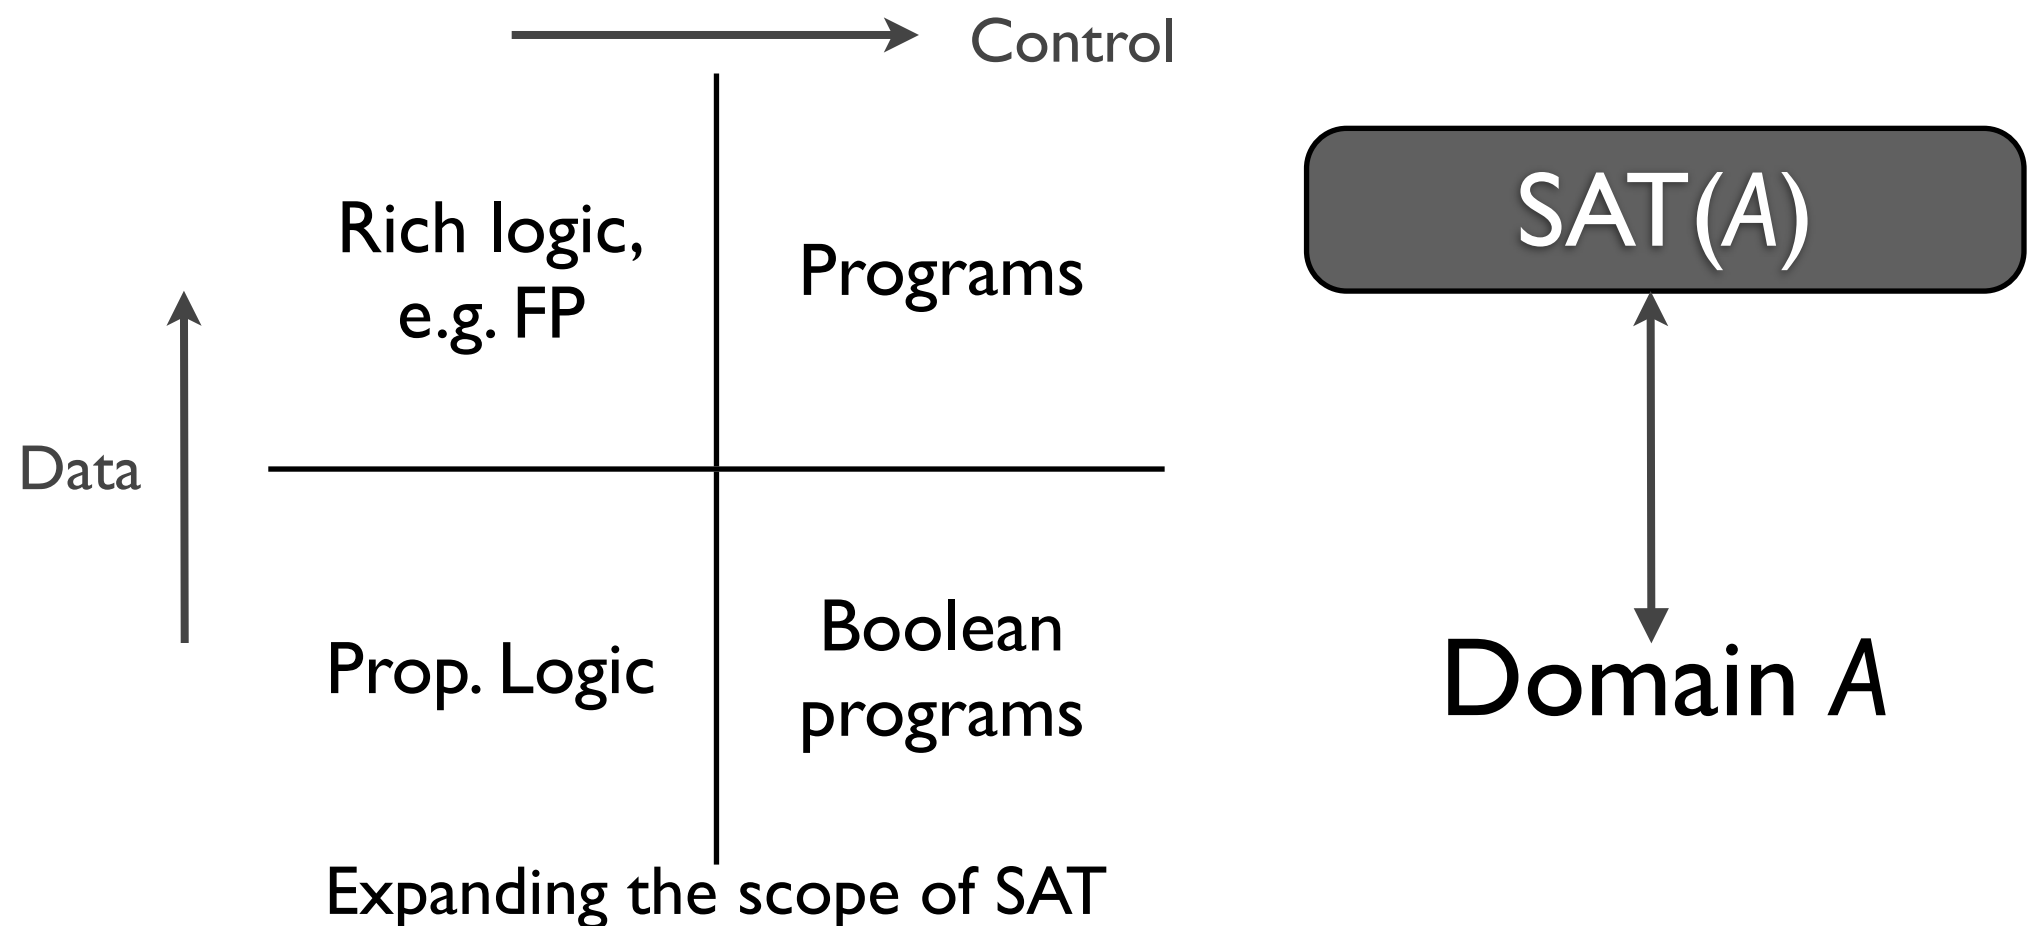 Control
Rich logic,
e.g. FP
Programs
Data
Prop. Logic
Boolean
programs
Expanding the scope of SAT
SAT(A)
Domain A